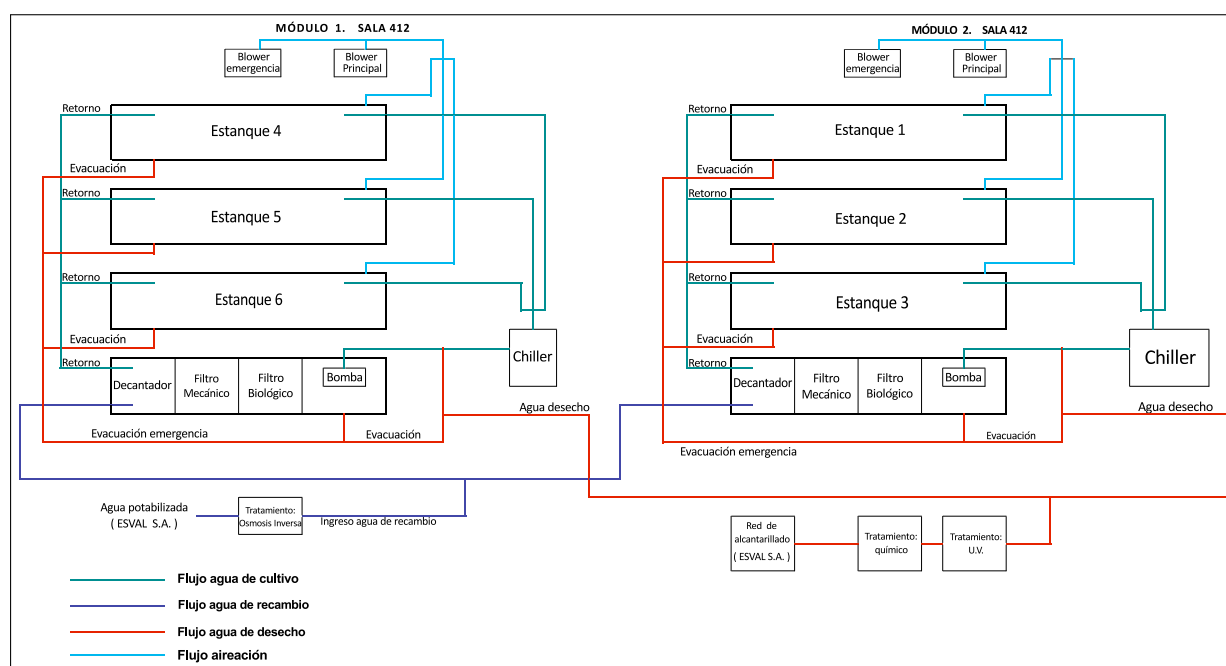 MÓDULO 1. SALA 412
Blower
emergencia
Blower
Principal
Retorno
Estanque 4
Evacuación
Retorno
Estanque 5
Retorno
Estanque 6
Evacuación
Chiller
Retorno
Decantador
Filtro
Mecánico
Filtro
Biológico
Bomba
Agua desecho
Evacuación emergencia
Evacuación
MÓDULO 2. SALA 412
Blower
emergencia
Blower
Principal
Retorno
Estanque 1
Evacuación
Retorno
Estanque 2
Retorno
Estanque 3
Evacuación
Chiller
Retorno
Decantador
Filtro
Mecánico
Filtro
Biológico
Bomba
Agua desecho
Evacuación
Evacuación emergencia
Agua potabilizada
( ESVAL S.A. )
Tratamiento:
Osmosis Inversa
Ingreso agua de recambio
Red de
alcantarillado
( ESVAL S.A. )
Tratamiento:
químico
Tratamiento:
U.V.
Flujo agua de cultivo
Flujo agua de recambio
Flujo agua de desecho
Flujo aireación